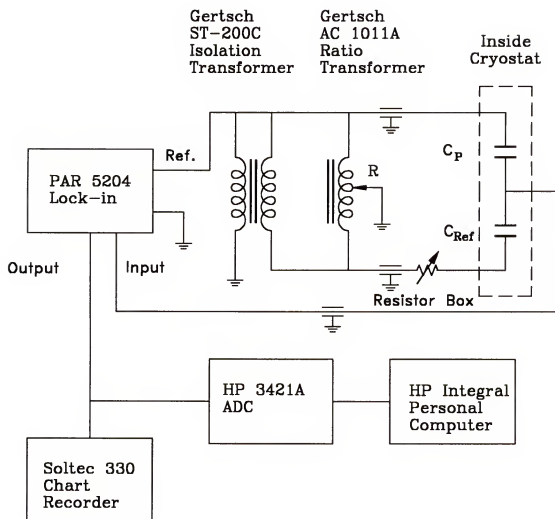 Gertsch
ST-200C
Isolation
Transformer
Gertsch
AC 1011A
Ratio
Transformer
Inside
Cryostat
Ref.
PAR 5204
Lock-in
R
C_P
C_Ref
Output
Input
Resistor Box
HP 3421A
ADC
HP Integral
Personal
Computer
Soltec 330
Chart
Recorder